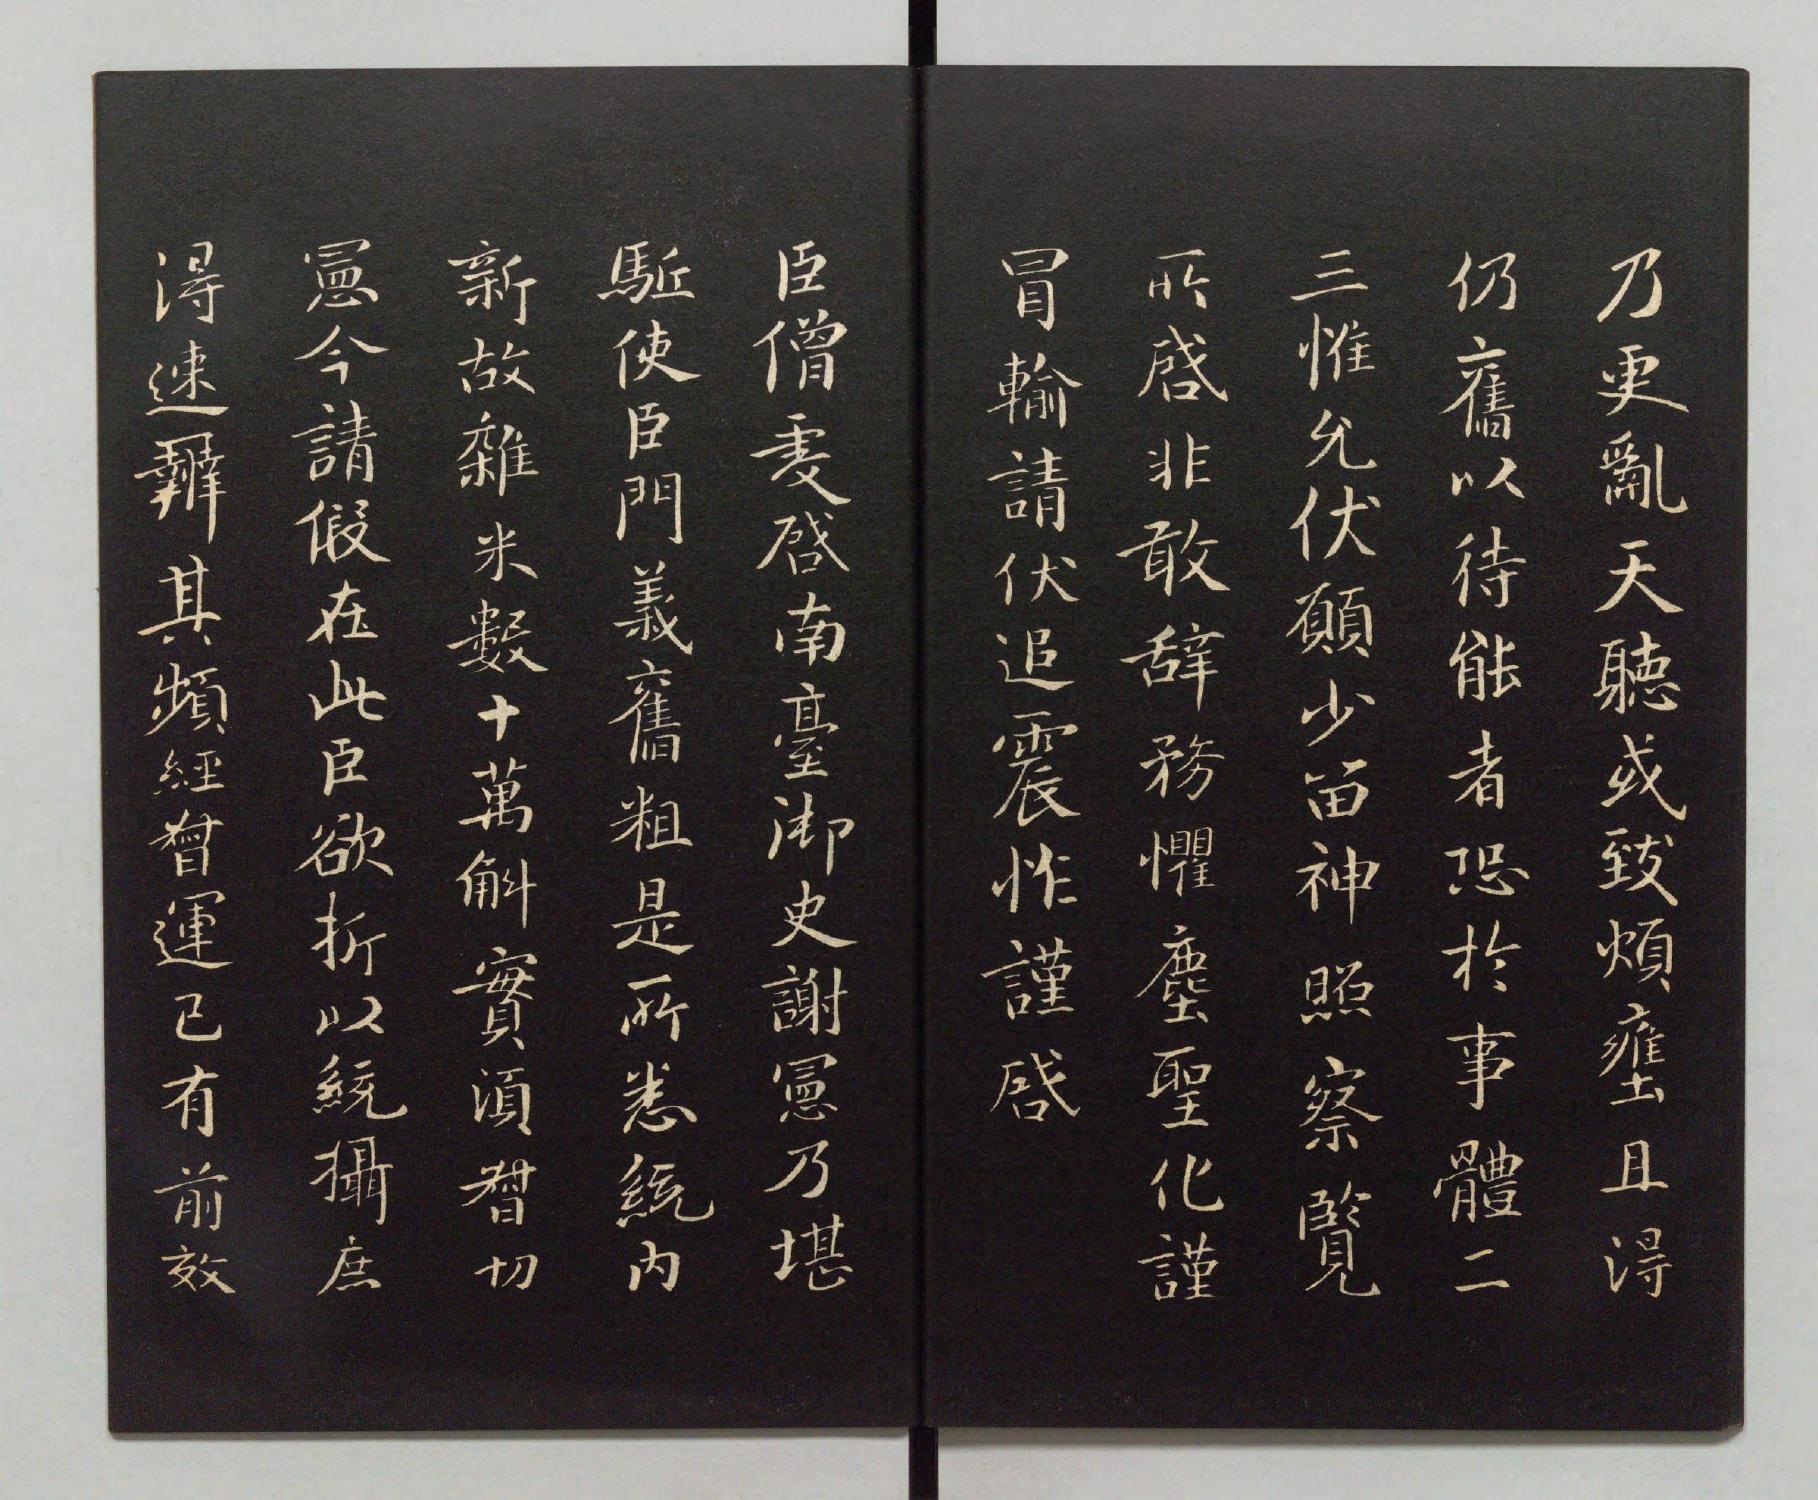 乃更亂天聽或致煩壅且得
仍舊以待能者恐於事體二
三惟允伏願少留神照察覽
所啓非敢辞務懼塵聖化謹
冒輸請伏追震怍謹啓
臣僧虔啓南臺御史謝憲乃堪
駈使臣門義舊粗是所悉統內
新故雜米數十萬斛實須督切
憲今請假在此臣欲折以統攝庶
得速辦其頻經督運已有前效